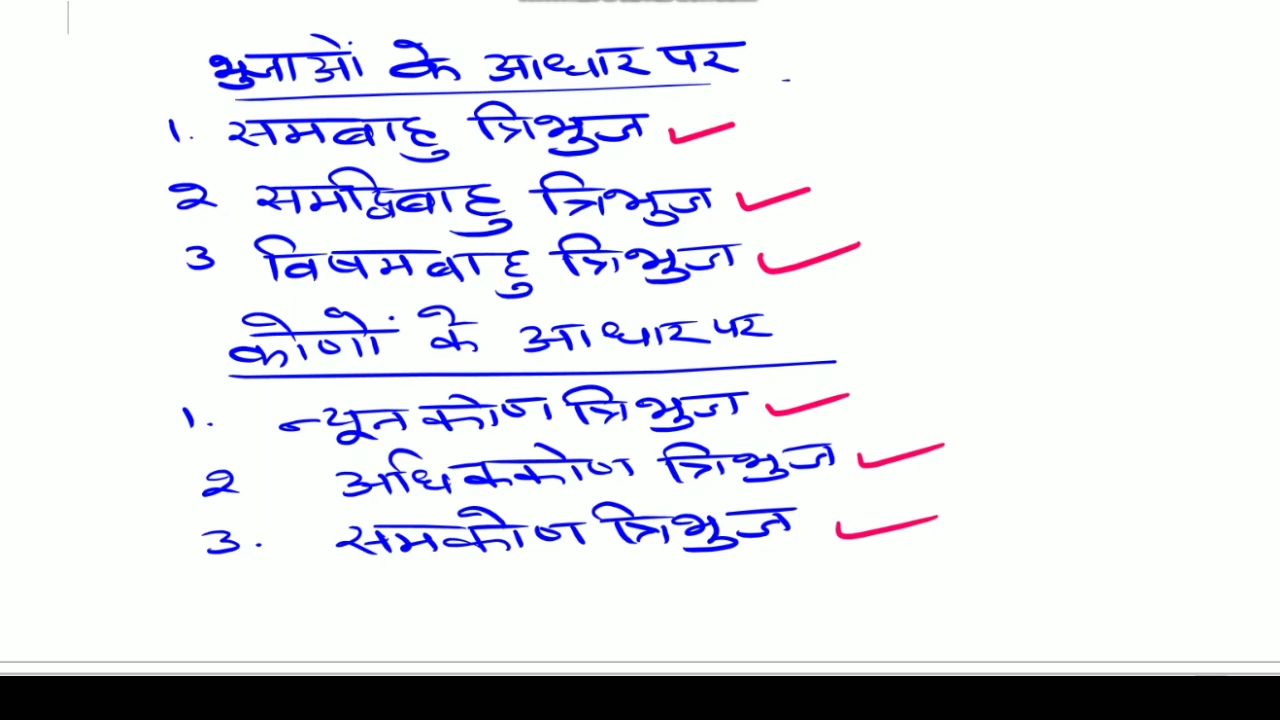 भुजाओं के आधार पर
1. समबाहु त्रिभुज
2 समद्विबाहु त्रिभुज
3 विषमबाहु त्रिभुज
कोणों के आधार पर
1. न्यूनकोण त्रिभुज
2 अधिककोण त्रिभुज
3. समकोण त्रिभुज